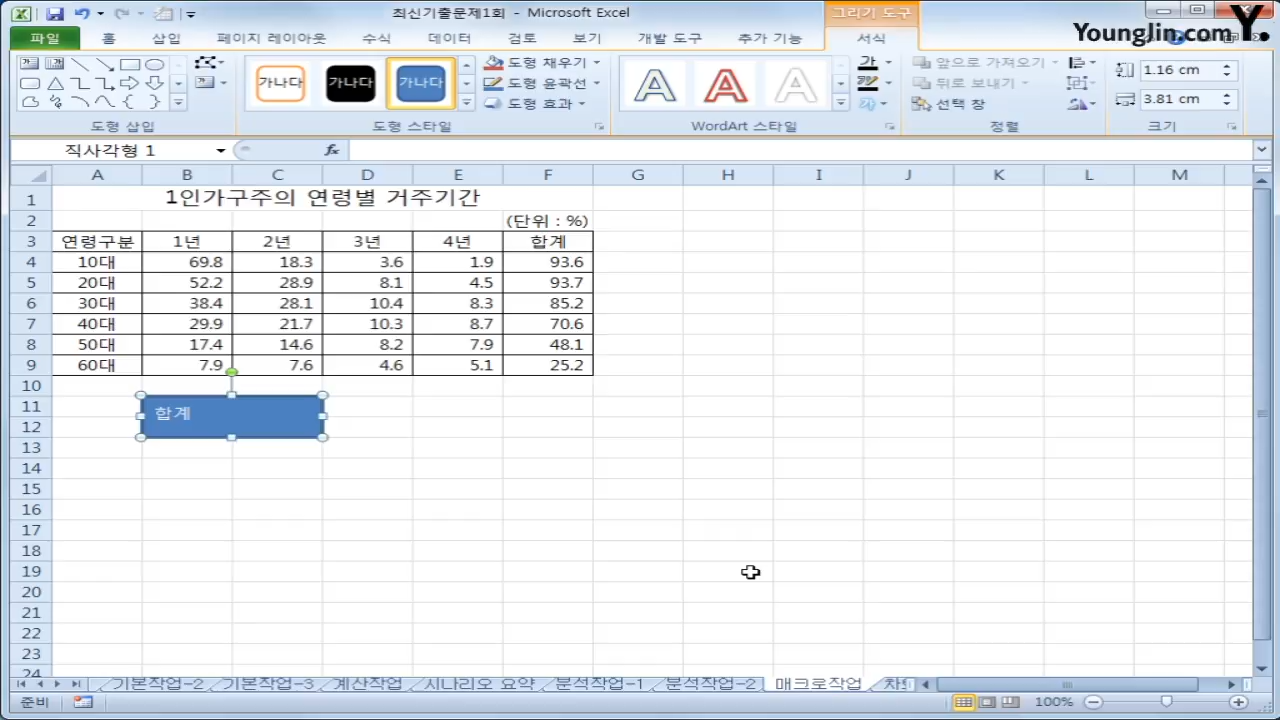 최신기출문제1회 - Microsoft Excel
그리기 도구
Youngjin.com Y.
파일 홈 삽입 페이지 레이아웃 수식 데이터 검토 보기 개발 도구 추가 기능 서식
가나다 가나다 가나다
도형 채우기
도형 윤곽선
도형 효과
가
앞으로 가져오기
뒤로 보내기
선택 창
1.16 cm
3.81 cm
도형 삽입 도형 스타일 WordArt 스타일 정렬 크기
직사각형 1 fx
A B C D E F G H I J K L M
1 1인가구주의 연령별 거주기간
2 (단위 : %)
3 연령구분 1년 2년 3년 4년 합계
4 10대 69.8 18.3 3.6 1.9 93.6
5 20대 52.2 28.9 8.1 4.5 93.7
6 30대 38.4 28.1 10.4 8.3 85.2
7 40대 29.9 21.7 10.3 8.7 70.6
8 50대 17.4 14.6 8.2 7.9 48.1
9 60대 7.9 7.6 4.6 5.1 25.2
10
11 합계
12
13
14
15
16
17
18
19
20
21
22
23
24
기본작업-2 기본작업-3 계산작업 시나리오 요약 분석작업-1 분석작업-2 매크로작업
준비 100%